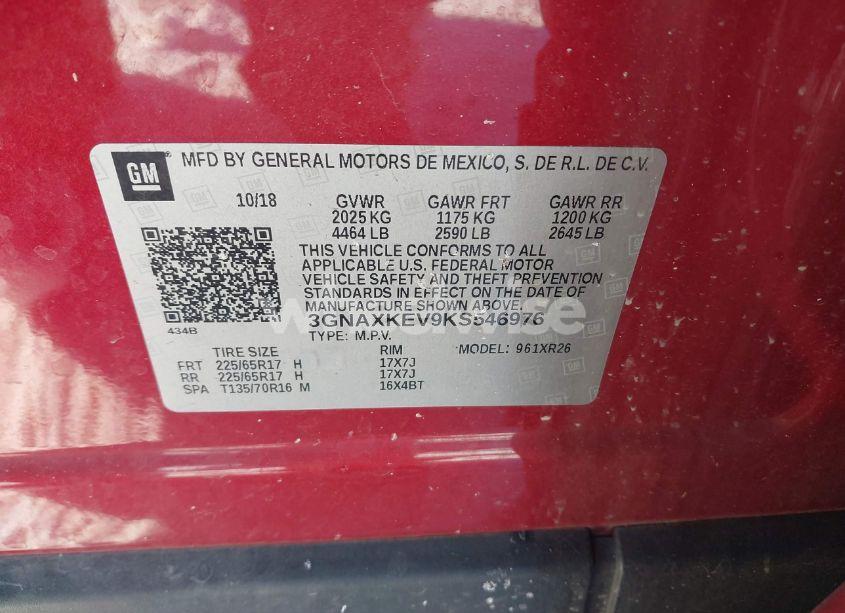 GM
MFD BY GENERAL MOTORS DE MEXICO, S. DE R.L. DE C.V.
10/18 GVWR GAWR FRT GAWR RR
2025 KG 1175 KG 1200 KG
4464 LB 2590 LB 2645 LB
THIS VEHICLE CONFORMS TO ALL
APPLICABLE U.S. FEDERAL MOTOR
VEHICLE SAFETY AND THEFT PREVENTION
STANDARDS IN EFFECT ON THE DATE OF
MANUFACTURE SHOWN ABOVE.
3GNAXKEV9KS546976
434B
TYPE: M.P.V.
TIRE SIZE RIM MODEL: 961XR26
FRT 225/65R17 H 17X7J
RR 225/65R17 H 17X7J
SPA T135/70R16 M 16X4BT